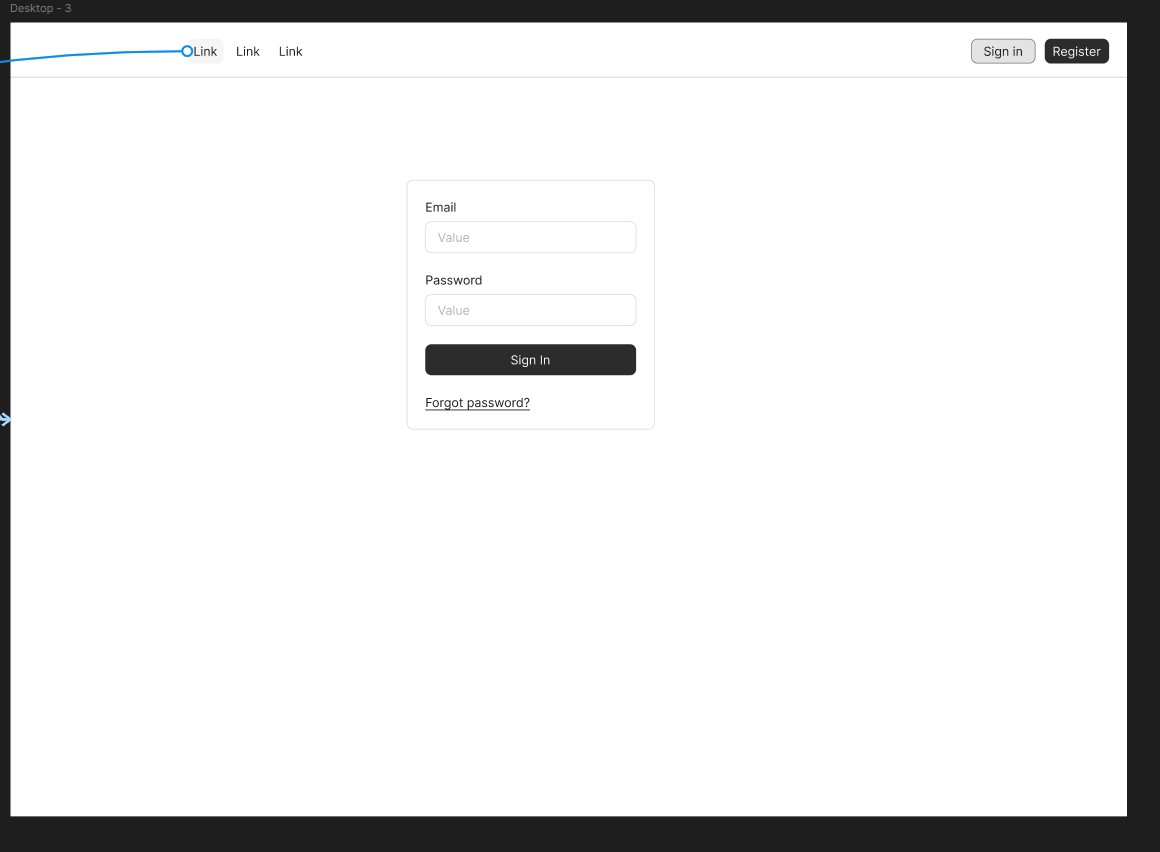 Desktop - 3
Link Link Link Sign in Register
Email
Value
Password
Value
Sign In
Forgot password?